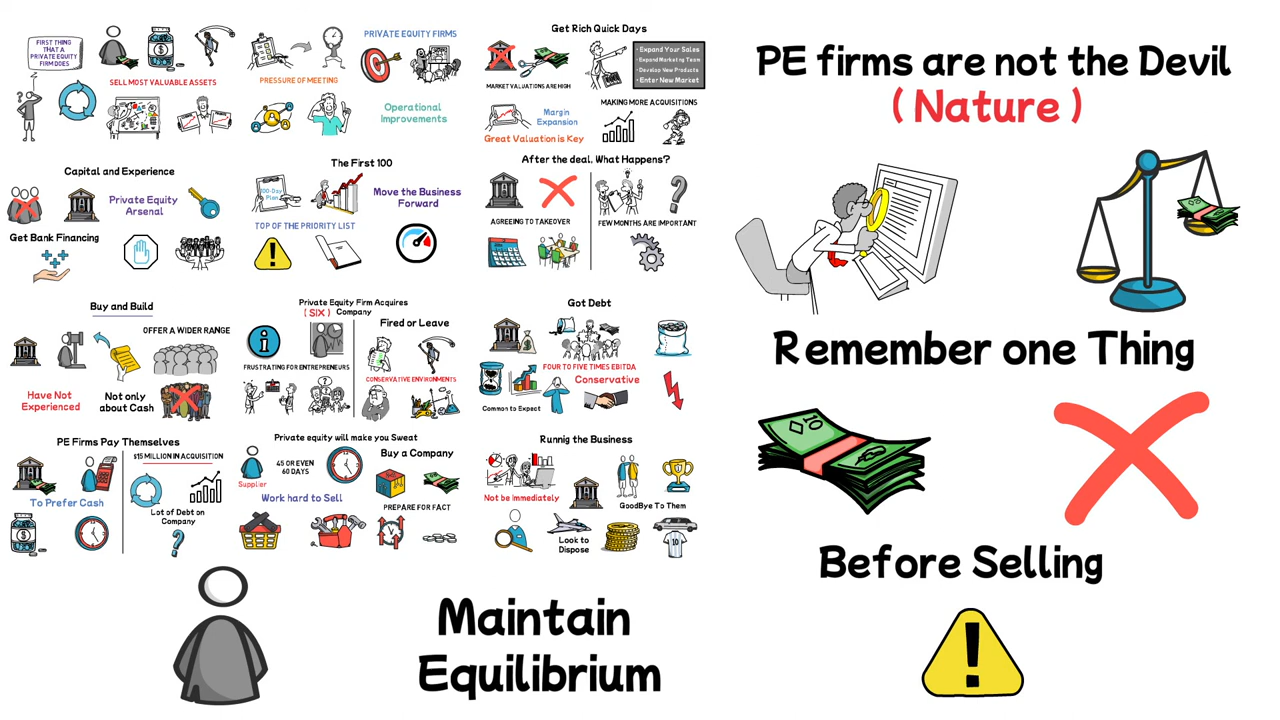 FIRST THING
THAT A
PRIVATE EQUITY
FIRM DOES
SELL MOST VALUABLE ASSETS
PRESSURE OF MEETING
PRIVATE EQUITY FIRMS
Operational
Improvements
Get Rich Quick Days
MARKET VALUATIONS ARE HIGH
• Expand Your Sales
• Expand Marketing Team
• Develop New Products
• Enter New Market
Margin
Expansion
Great Valuation is Key
MAKING MORE ACQUISITIONS
Capital and Experience
Private Equity
Arsenal
Get Bank Financing
The First 100
100-Day
Plan
Move the Business
Forward
TOP OF THE PRIORITY LIST
After the deal. What Happens?
AGREEING TO TAKEOVER
FEW MONTHS ARE IMPORTANT
Buy and Build
OFFER A WIDER RANGE
Have Not
Experienced
Not only
about Cash
Private Equity Firm Acquires
( SIX ) Company
FRUSTRATING FOR ENTREPRENEURS
Fired or Leave
CONSERVATIVE ENVIRONMENTS
Got Debt
FOUR TO FIVE TIMES EBITDA
Conservative
Common to Expect
PE Firms Pay Themselves
To Prefer Cash
$15 MILLION IN ACQUISITION
Lot of Debt on
Company
Private equity will make you Sweat
Supplier
45 OR EVEN
60 DAYS
Work hard to Sell
Buy a Company
PREPARE FOR FACT
Runnig the Business
Not be immediately
GoodBye To Them
Look to
Dispose
10
Maintain
Equilibrium
PE firms are not the Devil
( Nature )
Remember one Thing
10
Before Selling